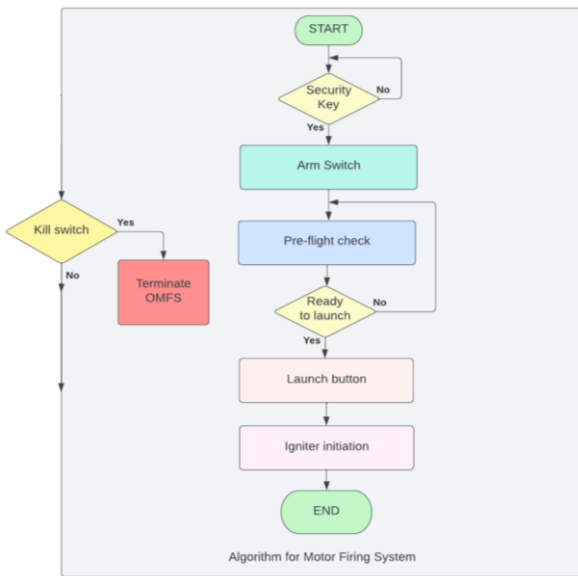 START
Security
Key
No
Yes
Arm Switch
Kill switch
Yes
No
Terminate
OMFS
Pre-flight check
Ready
to launch
No
Yes
Launch button
Igniter initiation
END
Algorithm for Motor Firing System